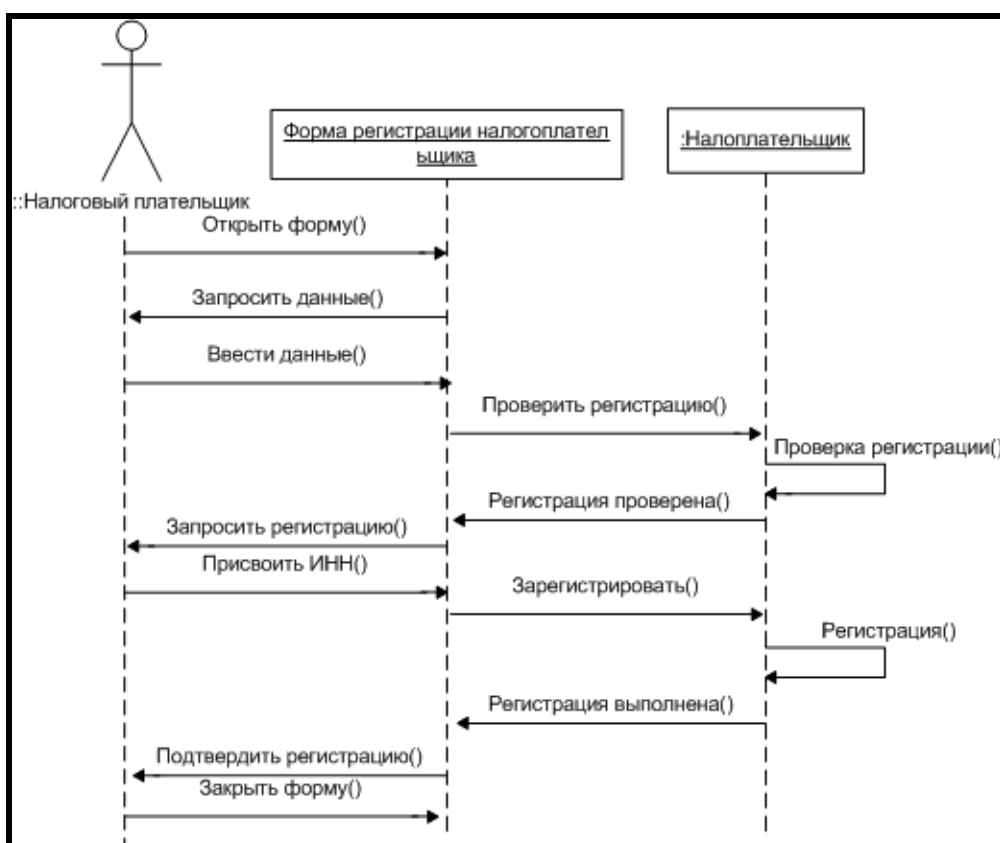 Форма регистрации налогоплател
ьщика
:Налоплательщик
::Налоговый плательщик
Открыть форму()
Запросить данные()
Ввести данные()
Проверить регистрацию()
Проверка регистрации()
Регистрация проверена()
Запросить регистрацию()
Присвоить ИНН()
Зарегистрировать()
Регистрация()
Регистрация выполнена()
Подтвердить регистрацию()
Закрыть форму()